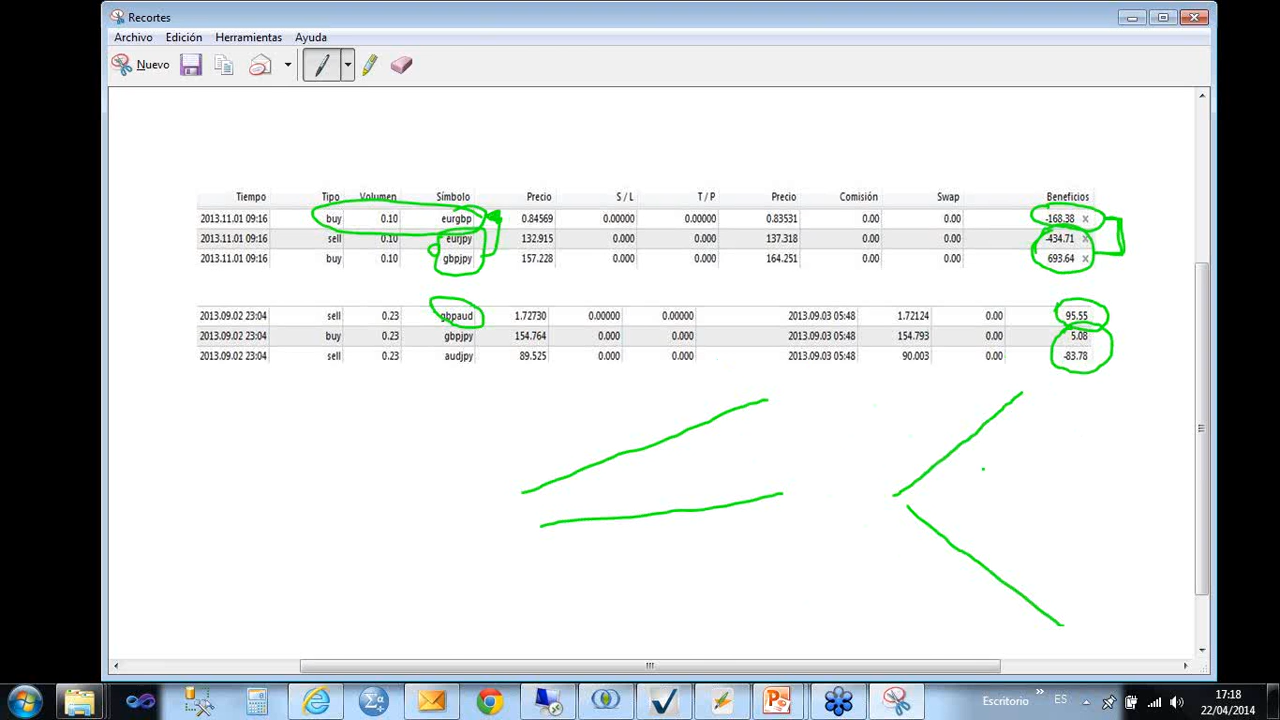 Recortes
Archivo Edición Herramientas Ayuda
Nuevo
Tiempo Tipo Volumen Símbolo Precio S / L T / P Precio Comisión Swap Beneficios
2013.11.01 09:16 buy 0.10 eurgbp 0.84569 0.00000 0.00000 0.83531 0.00 0.00 -168.38 x
2013.11.01 09:16 sell 0.10 eurjpy 132.915 0.000 0.000 137.318 0.00 0.00 -434.71 x
2013.11.01 09:16 buy 0.10 gbpjpy 157.228 0.000 0.000 164.251 0.00 0.00 693.64 x
2013.09.02 23:04 sell 0.23 gbpaud 1.72730 0.00000 0.00000 2013.09.03 05:48 1.72124 0.00 95.55
2013.09.02 23:04 buy 0.23 gbpjpy 154.764 0.000 0.000 2013.09.03 05:48 154.793 0.00 5.08
2013.09.02 23:04 sell 0.23 audjpy 89.525 0.000 0.000 2013.09.03 05:48 90.003 0.00 -83.78
Escritorio » ES 17:18
22/04/2014